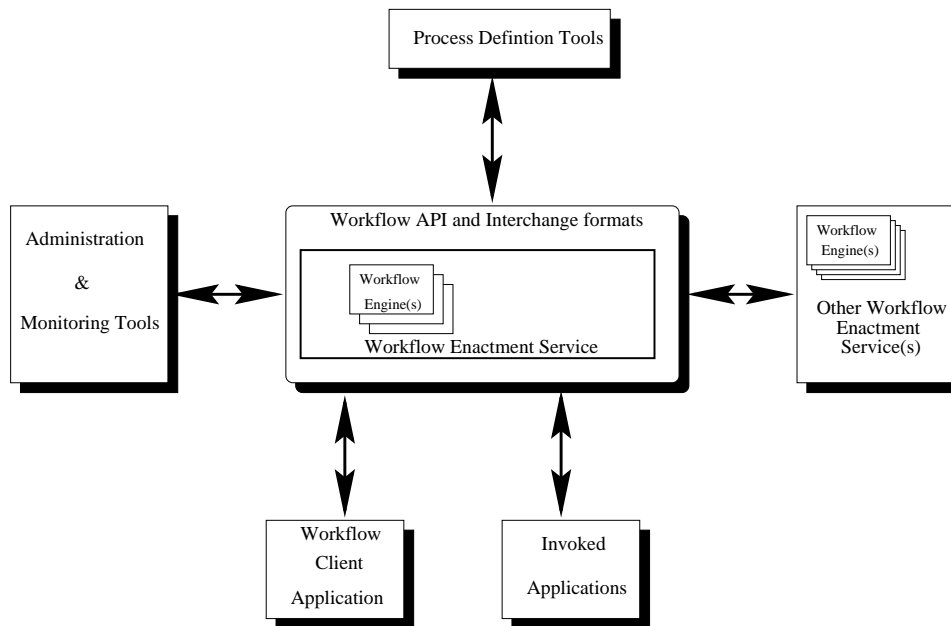 Process Defintion Tools
Workflow API and Interchange formats
Administration
&
Monitoring Tools
Workflow
Engine(s)
Workflow Enactment Service
Workflow
Engine(s)
Other Workflow
Enactment
Service(s)
Workflow
Client
Application
Invoked
Applications